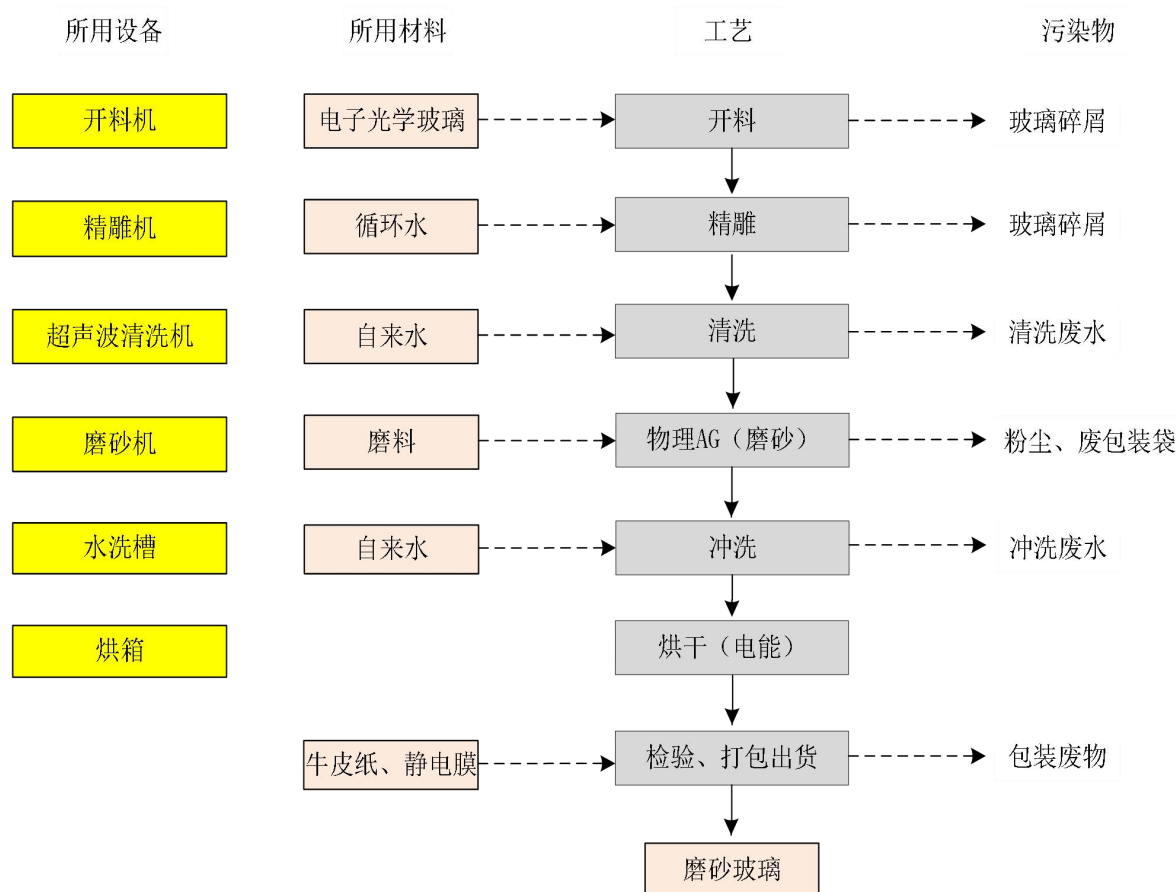 所用设备 所用材料 工艺 污染物
开料机 电子光学玻璃 开料 玻璃碎屑
精雕机 循环水 精雕 玻璃碎屑
超声波清洗机 自来水 清洗 清洗废水
磨砂机 磨料 物理AG（磨砂） 粉尘、废包装袋
水洗槽 自来水 冲洗 冲洗废水
烘箱 烘干（电能）
牛皮纸、静电膜 检验、打包出货 包装废物
磨砂玻璃